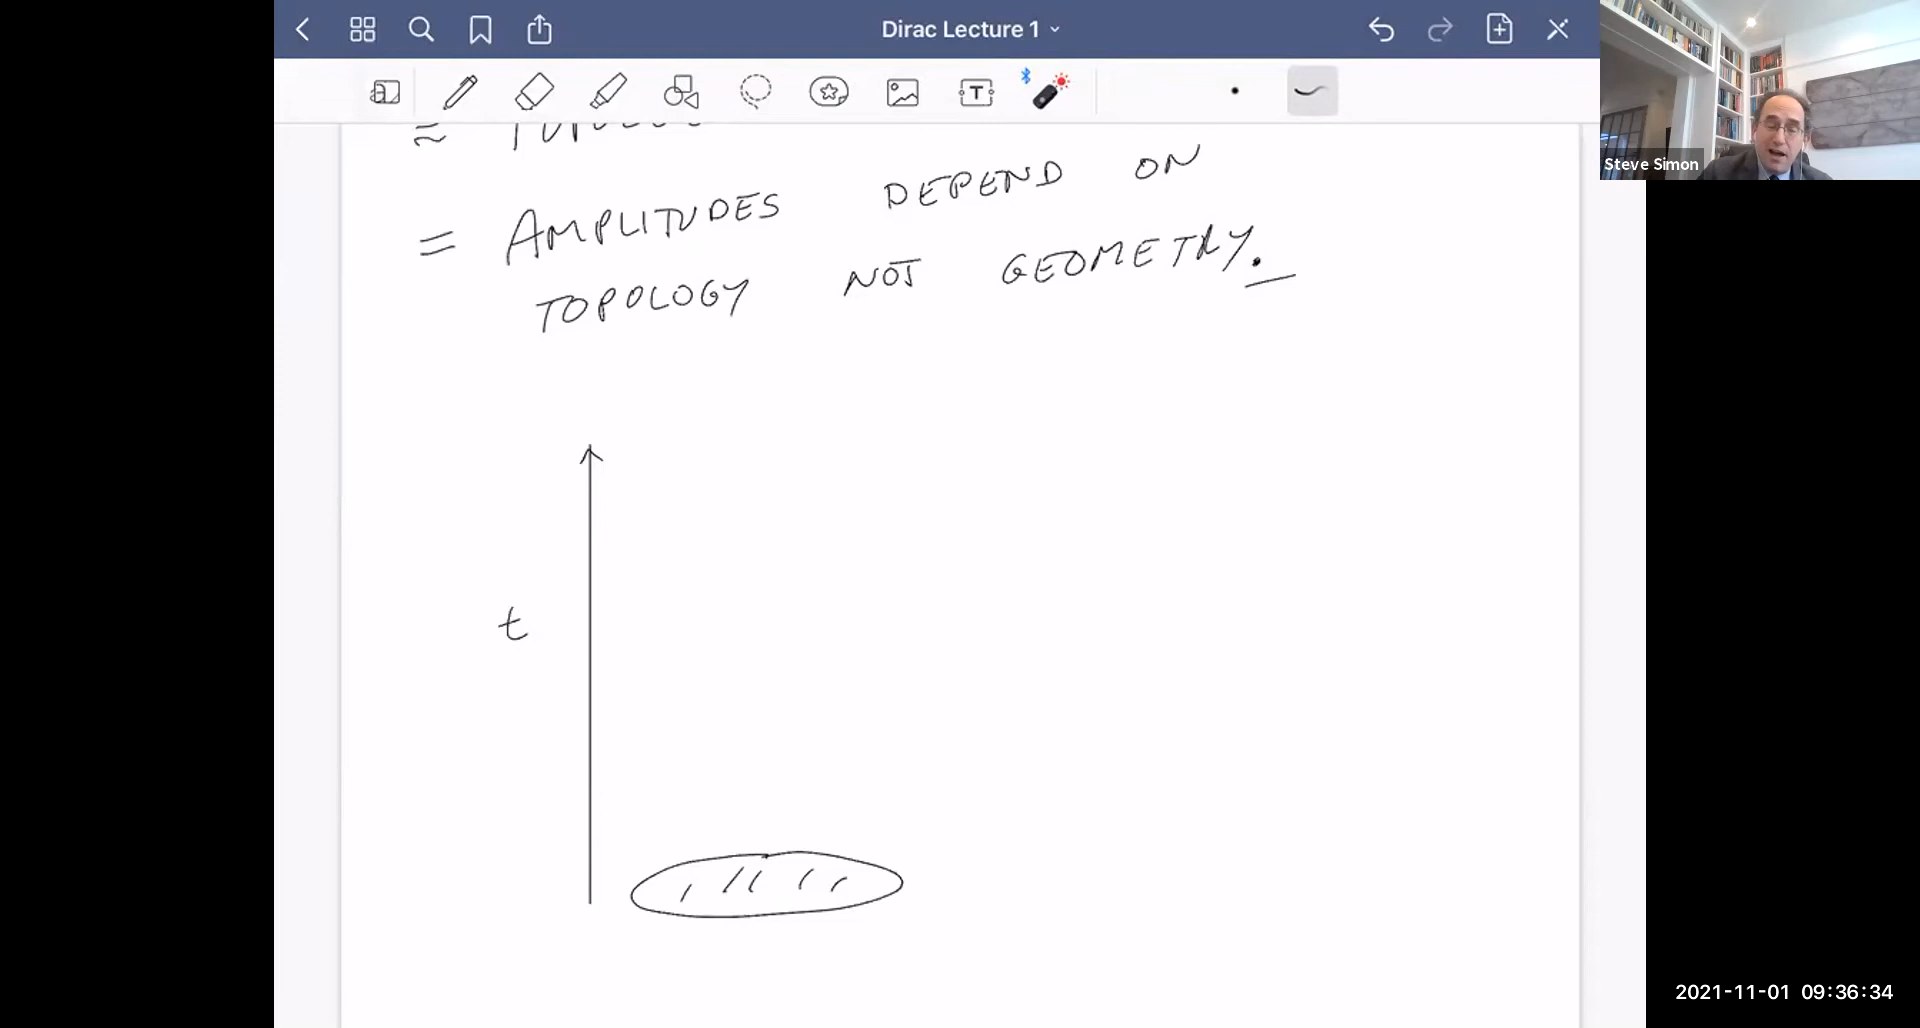 Dirac Lecture 1
T
Steve Simon
≈
= AMPLITUDES DEPEND ON
TOPOLOGY NOT GEOMETRY.
t
2021-11-01 09:36:34